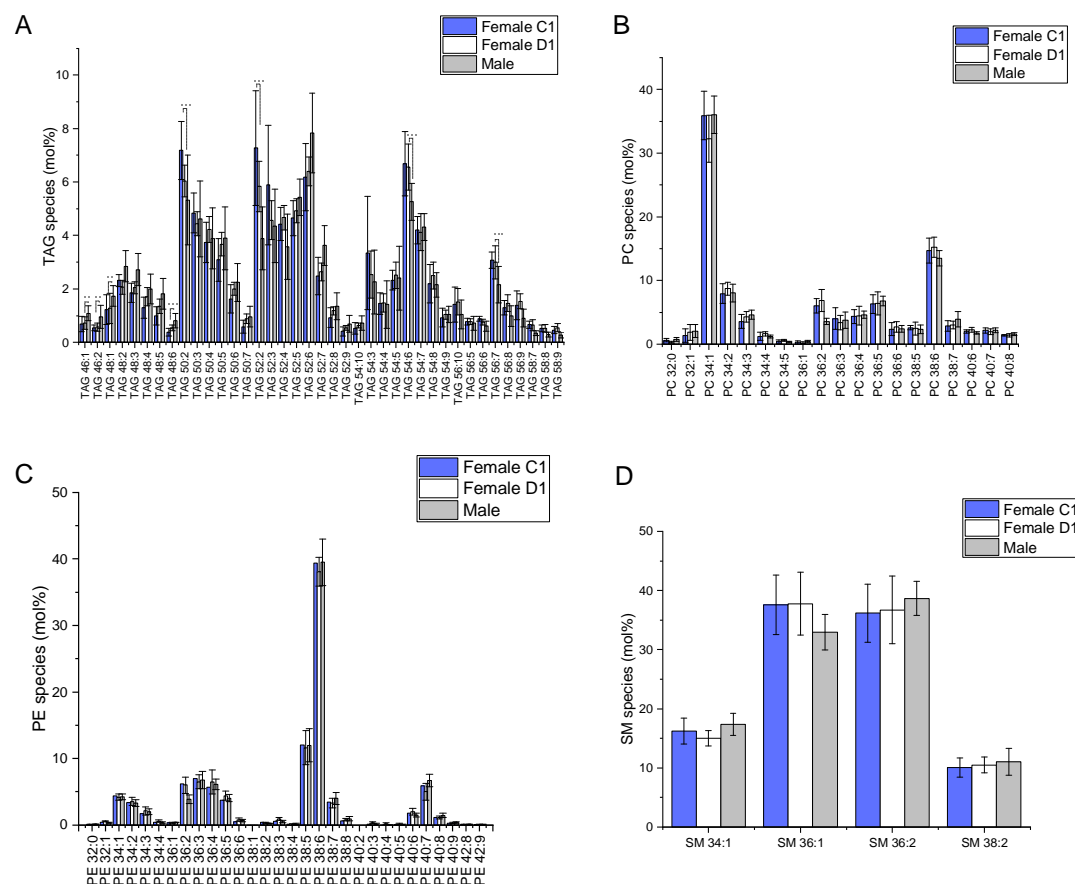 A
Female C1
Female D1
Male
TAG species (mol%)
10
8
6
4
2
0
TAG 46:1
TAG 46:2
TAG 48:1
TAG 48:2
TAG 48:3
TAG 48:4
TAG 48:5
TAG 48:6
TAG 50:2
TAG 50:3
TAG 50:4
TAG 50:5
TAG 50:6
TAG 50:7
TAG 52:2
TAG 52:3
TAG 52:4
TAG 52:5
TAG 52:6
TAG 52:7
TAG 52:8
TAG 52:9
TAG 54:10
TAG 54:3
TAG 54:4
TAG 54:5
TAG 54:6
TAG 54:7
TAG 54:8
TAG 54:9
TAG 56:10
TAG 56:5
TAG 56:6
TAG 56:7
TAG 56:8
TAG 56:9
TAG 58:7
TAG 58:8
TAG 58:9
B
Female C1
Female D1
Male
PC species (mol%)
40
30
20
10
0
PC 32:0
PC 32:1
PC 34:1
PC 34:2
PC 34:3
PC 34:4
PC 34:5
PC 36:1
PC 36:2
PC 36:3
PC 36:4
PC 36:5
PC 36:6
PC 38:5
PC 38:6
PC 38:7
PC 40:6
PC 40:7
PC 40:8
C
Female C1
Female D1
Male
PE species (mol%)
50
40
30
20
10
0
PE 32:0
PE 32:1
PE 34:1
PE 34:2
PE 34:3
PE 34:4
PE 36:1
PE 36:2
PE 36:3
PE 36:4
PE 36:5
PE 36:6
PE 38:1
PE 38:2
PE 38:3
PE 38:4
PE 38:5
PE 38:6
PE 38:7
PE 38:8
PE 40:2
PE 40:3
PE 40:4
PE 40:5
PE 40:6
PE 40:7
PE 40:8
PE 40:9
PE 42:8
PE 42:9
D
Female C1
Female D1
Male
SM species (mol%)
50
40
30
20
10
0
SM 34:1
SM 36:1
SM 36:2
SM 38:2